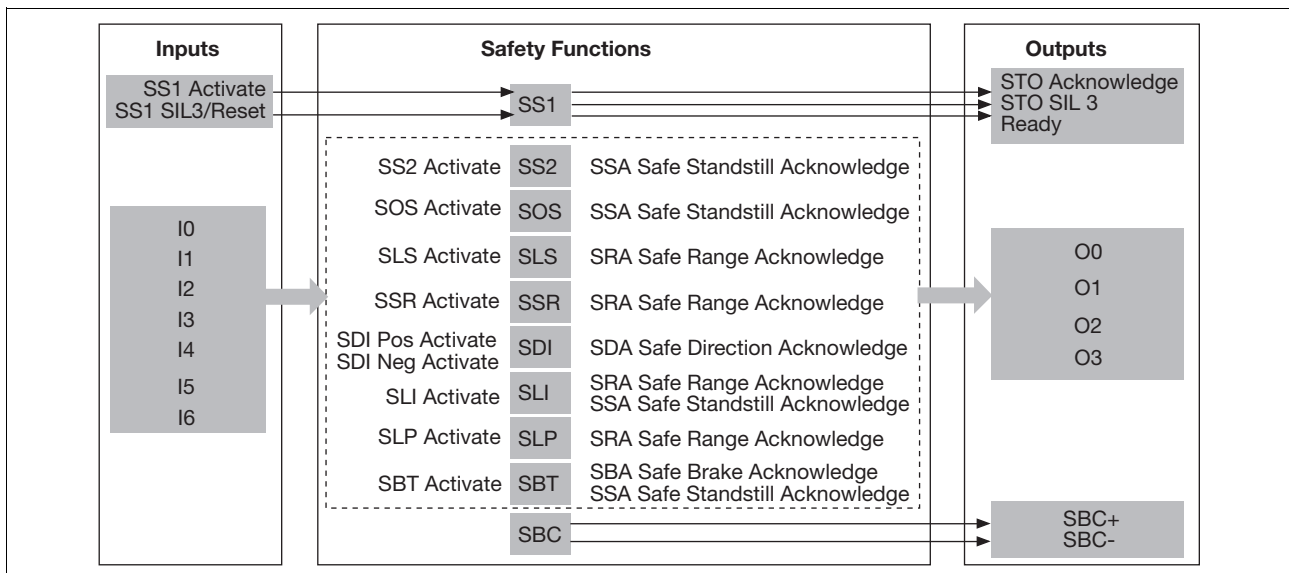 Inputs
Safety Functions
Outputs
SS1 Activate
SS1 SIL3/Reset
SS1
STO Acknowledge
STO SIL 3
Ready
I0
I1
I2
I3
I4
I5
I6
SS2 Activate SS2 SSA Safe Standstill Acknowledge
SOS Activate SOS SSA Safe Standstill Acknowledge
SLS Activate SLS SRA Safe Range Acknowledge
SSR Activate SSR SRA Safe Range Acknowledge
SDI Pos Activate
SDI Neg Activate
SDI SDA Safe Direction Acknowledge
SLI Activate SLI
SRA Safe Range Acknowledge
SSA Safe Standstill Acknowledge
SLP Activate SLP SRA Safe Range Acknowledge
SBT Activate SBT
SBA Safe Brake Acknowledge
SSA Safe Standstill Acknowledge
SBC
O0
O1
O2
O3
SBC+
SBC-